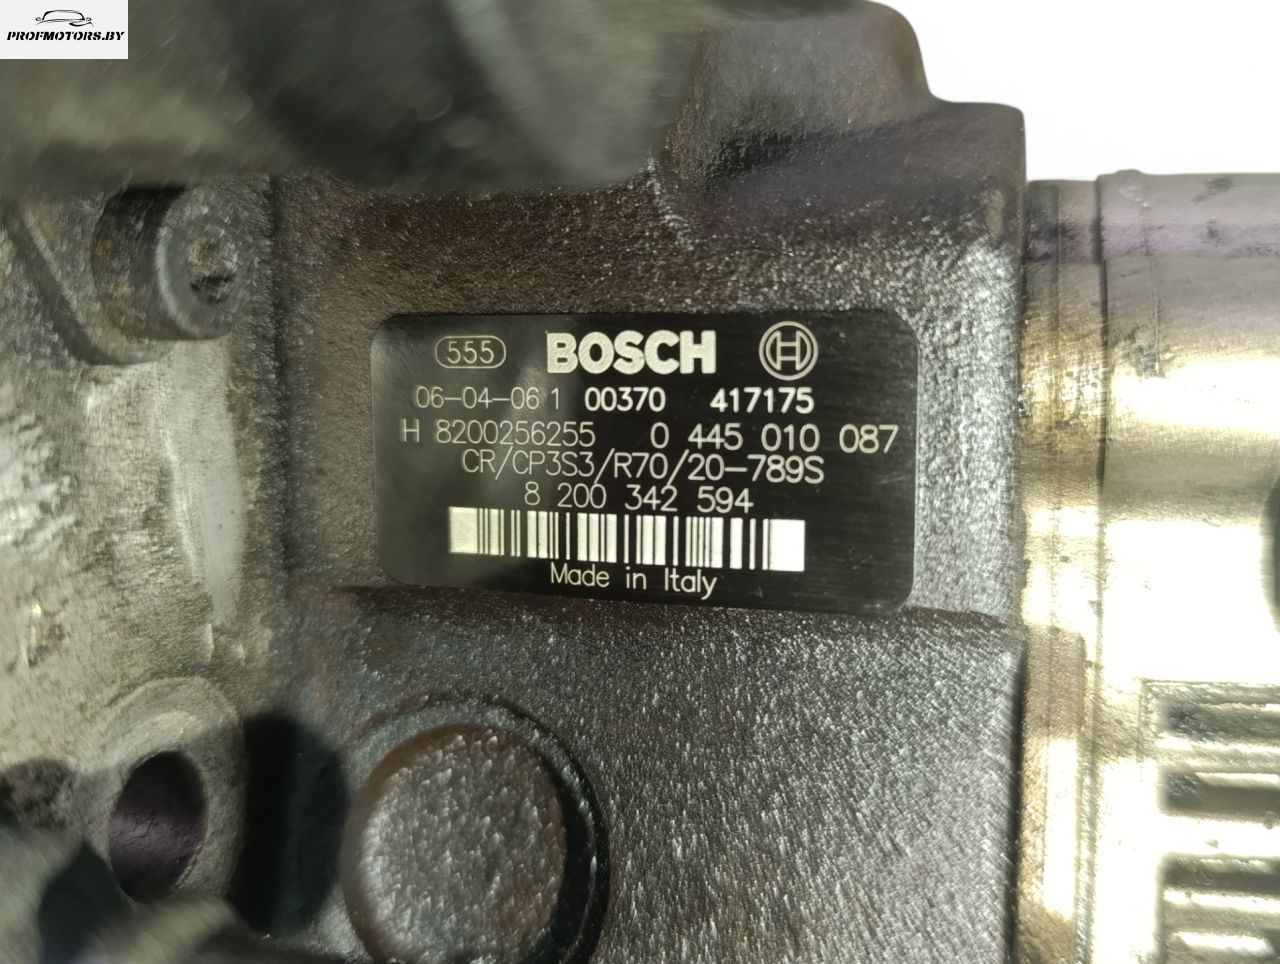 PROFMOTORS.BY
555 BOSCH
06-04-06 1 00370 417175
H 8200256255 0 445 010 087
CR/CP3S3/R70/20-789S
8 200 342 594
Made in Italy